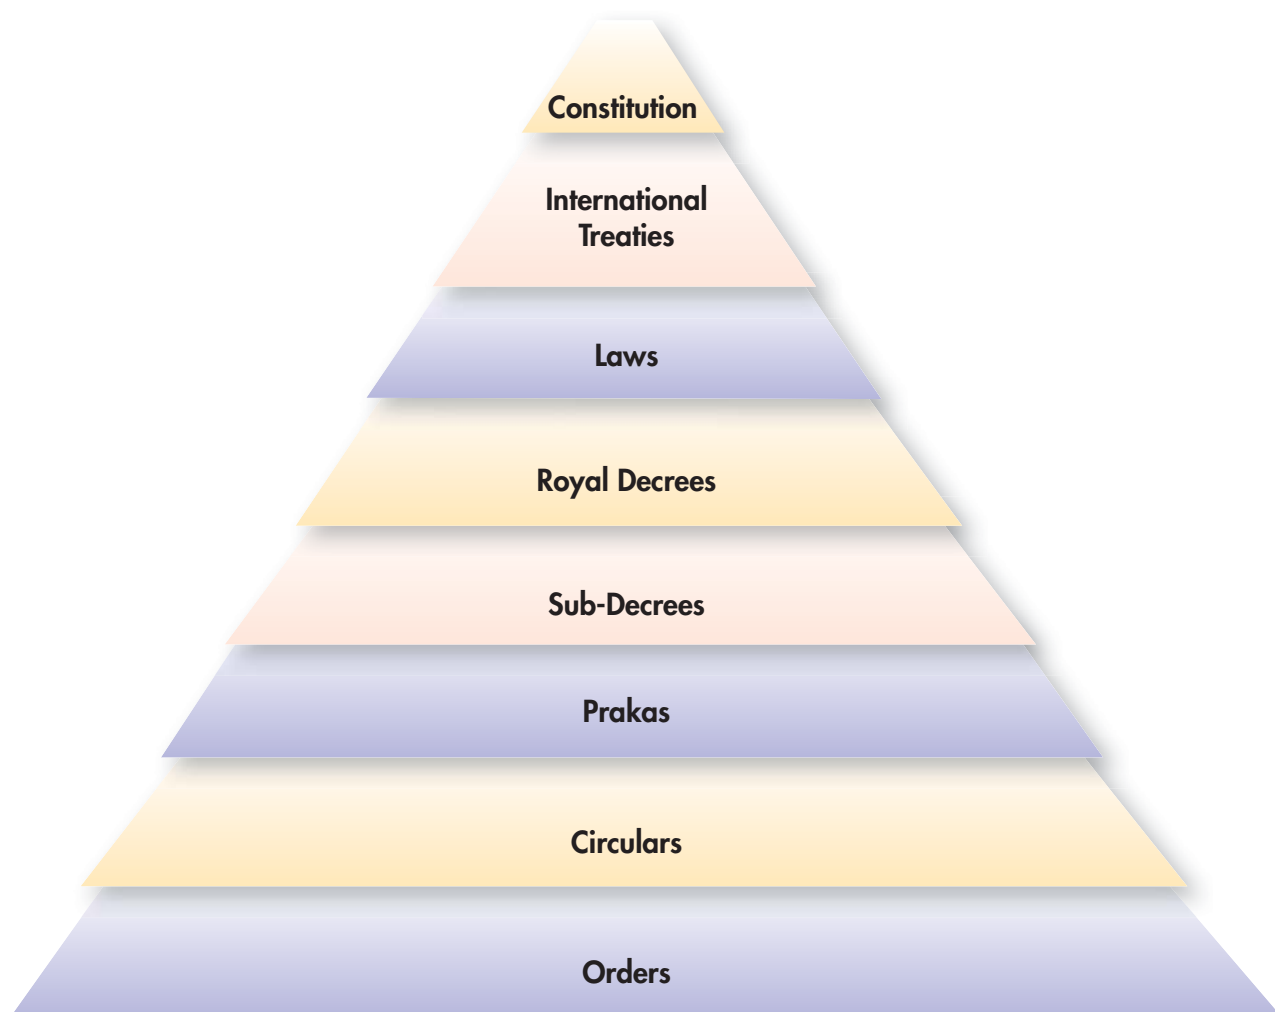 Constitution
International
Treaties
Laws
Royal Decrees
Sub-Decrees
Prakas
Circulars
Orders